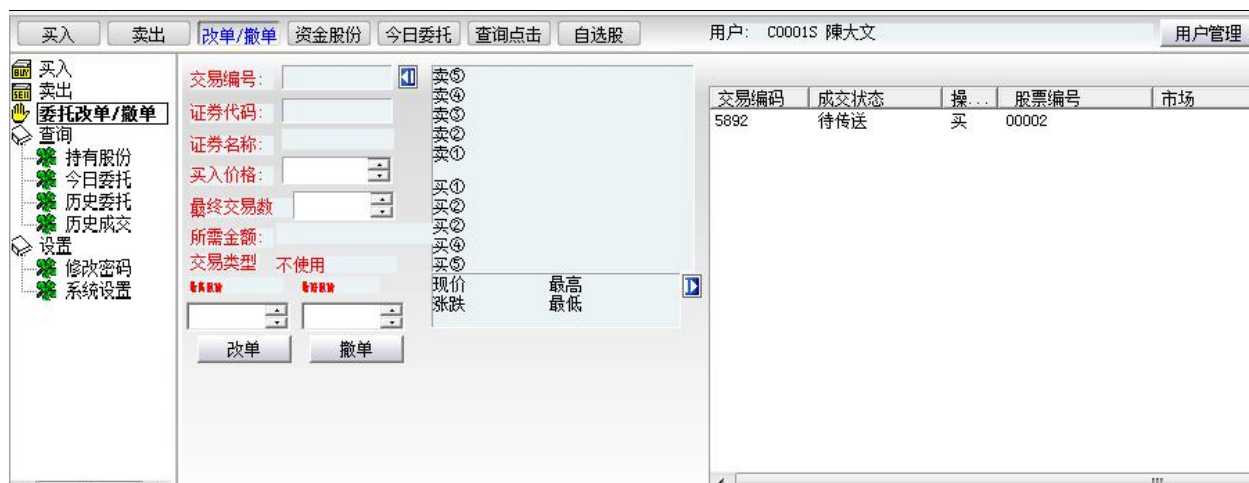 买入 卖出 改单/撤单 资金股份 今日委托 查询点击 自选股 用户: C0001S 陳大文 用户管理
买入
卖出
委托改单/撤单
查询
持有股份
今日委托
历史委托
历史成交
设置
修改密码
系统设置
交易编号:
证券代码:
证券名称:
买入价格:
最终交易数
所需金额:
交易类型 不使用
改单 撤单
卖⑤
卖④
卖③
卖②
卖①
买①
买②
买②
买④
买⑤
现价 最高
涨跌 最低
交易编码 成交状态 操... 股票编号 市场
5892 待传送 买 00002